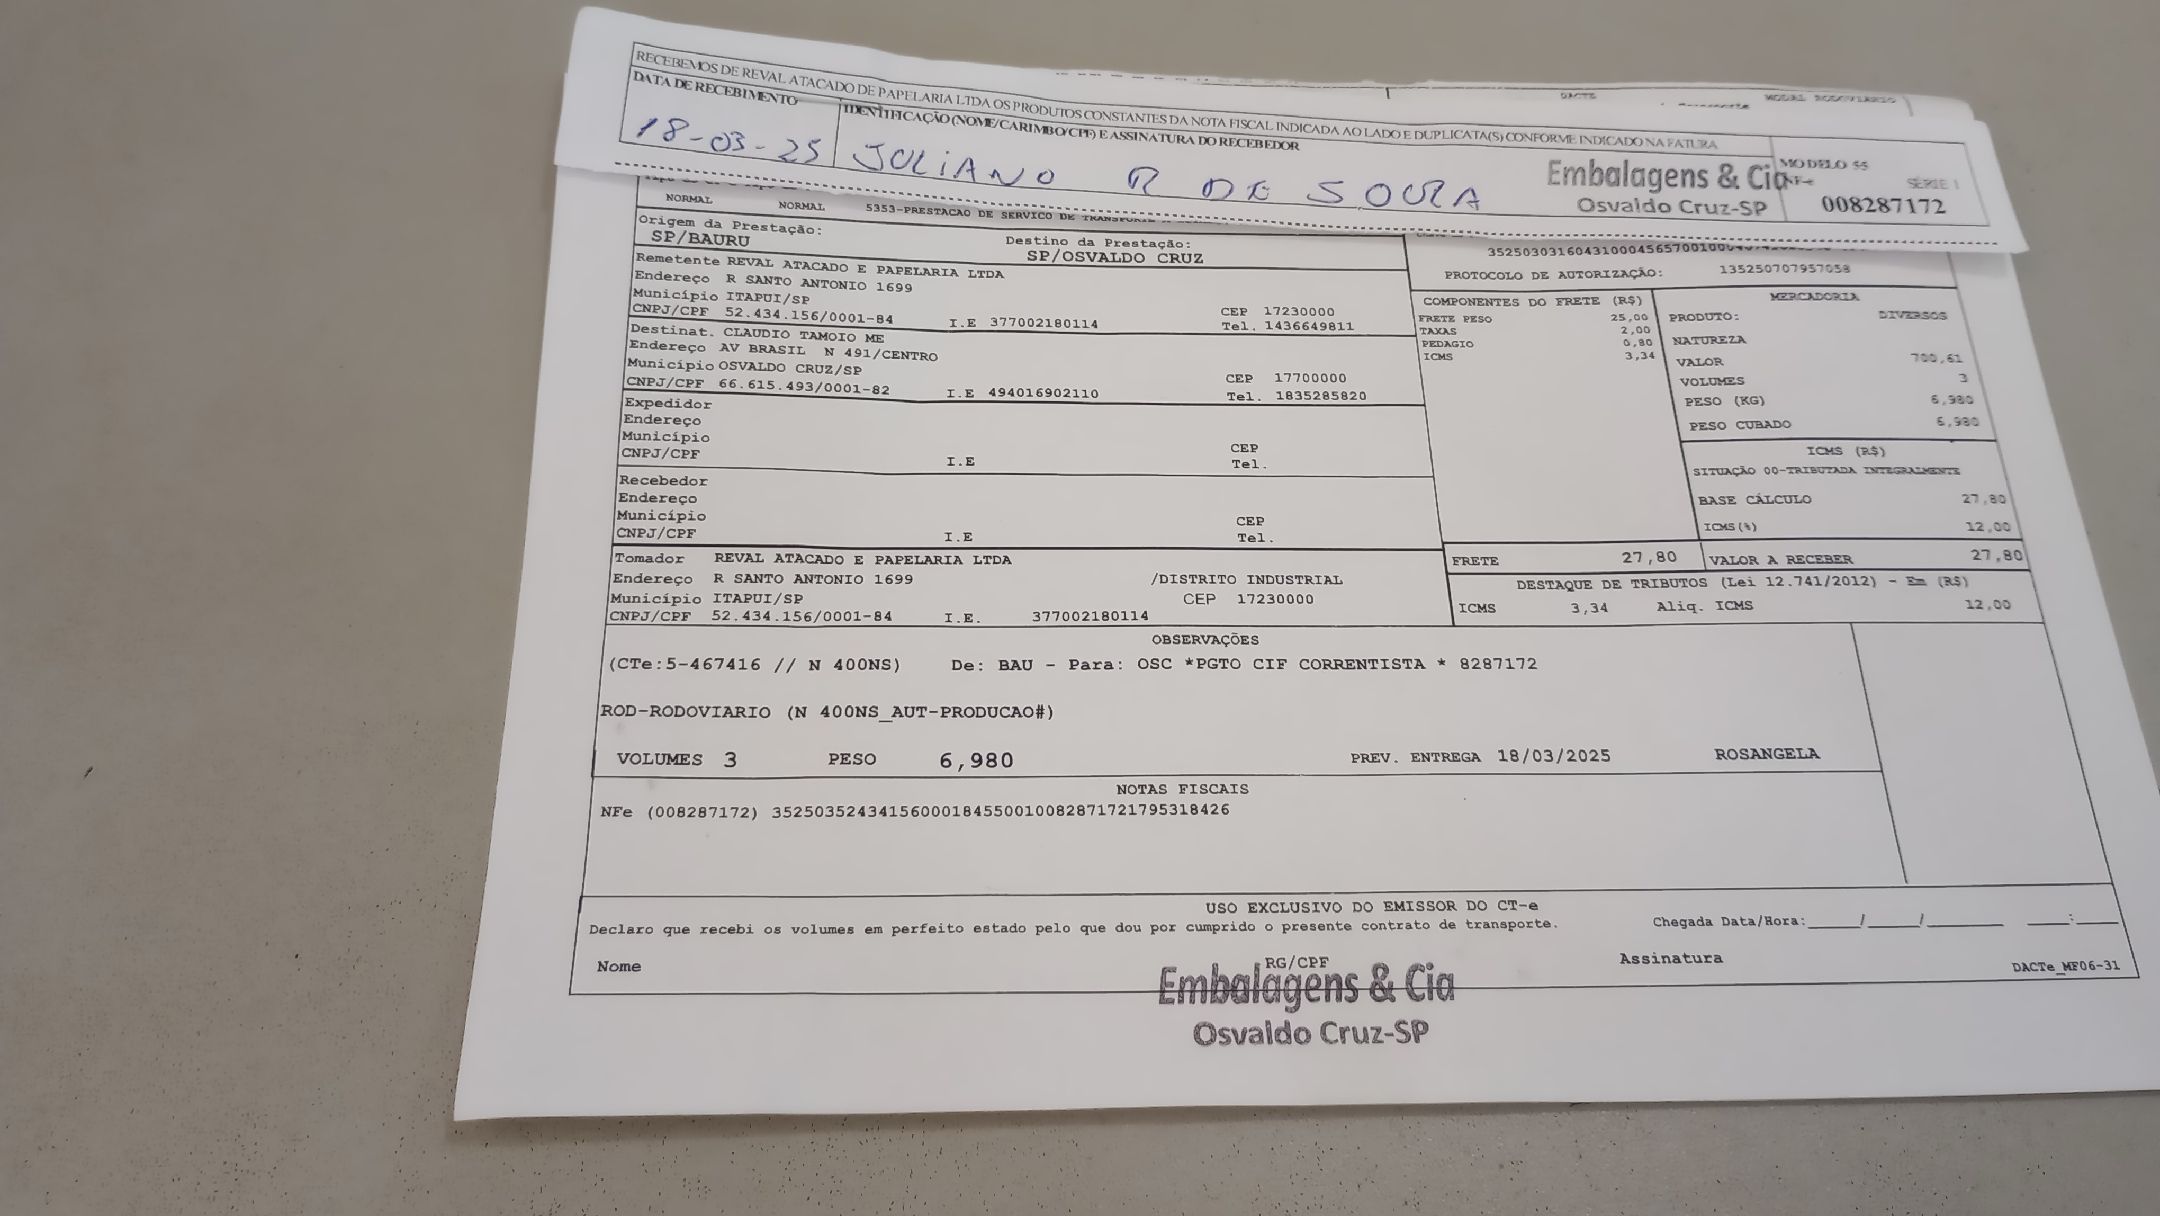 DACTE
MODAL RODOVIÁRIO
RECEBEMOS DE REVAL ATACADO DE PAPELARIA LTDA OS PRODUTOS CONSTANTES DA NOTA FISCAL INDICADA AO LADO E DUPLICATA(S) CONFORME INDICADO NA FATURA
DATA DE RECEBIMENTO
IDENTIFICAÇÃO (NOME/CARIMBO/CPF) E ASSINATURA DO RECEBEDOR
18-03-25
JULIANO R DE SOUZA
Embalagens & Cia
Osvaldo Cruz-SP
MODELO 55
NF-e
SÉRIE 1
008287172
NORMAL NORMAL 5353-PRESTACAO DE SERVICO DE
Origem da Prestação:
SP/BAURU
Destino da Prestação:
SP/OSVALDO CRUZ
PROTOCOLO DE AUTORIZAÇÃO: 135250707957058
Remetente REVAL ATACADO E PAPELARIA LTDA
Endereço R SANTO ANTONIO 1699
Município ITAPUI/SP CEP 17230000
CNPJ/CPF 52.434.156/0001-84 I.E 377002180114 Tel. 1436649811
Destinat. CLAUDIO TAMOIO ME
Endereço AV BRASIL N 491/CENTRO
Município OSVALDO CRUZ/SP CEP 17700000
CNPJ/CPF 66.615.493/0001-82 I.E 494016902110 Tel. 1835285820
Expedidor
Endereço
Município CEP
CNPJ/CPF I.E Tel.
Recebedor
Endereço
Município CEP
CNPJ/CPF I.E Tel.
COMPONENTES DO FRETE (R$)
FRETE PESO 25,00
TAXAS 2,00
PEDAGIO 0,80
ICMS 3,34
MERCADORIA
PRODUTO: DIVERSOS
NATUREZA
VALOR 700,61
VOLUMES 3
PESO (KG) 6,980
PESO CUBADO 6,980
ICMS (R$)
SITUAÇÃO 00-TRIBUTADA INTEGRALMENTE
BASE CÁLCULO 27,80
ICMS(%) 12,00
Tomador REVAL ATACADO E PAPELARIA LTDA
Endereço R SANTO ANTONIO 1699 /DISTRITO INDUSTRIAL
Município ITAPUI/SP CEP 17230000
CNPJ/CPF 52.434.156/0001-84 I.E. 377002180114
FRETE 27,80 VALOR A RECEBER 27,80
DESTAQUE DE TRIBUTOS (Lei 12.741/2012) - Em (R$)
ICMS 3,34 Aliq. ICMS 12,00
OBSERVAÇÕES
(CTe:5-467416 // N 400NS) De: BAU - Para: OSC *PGTO CIF CORRENTISTA * 8287172
ROD-RODOVIARIO (N 400NS_AUT-PRODUCAO#)
VOLUMES 3 PESO 6,980 PREV. ENTREGA 18/03/2025 ROSANGELA
NOTAS FISCAIS
NFe (008287172) 35250352434156000184550010082871721795318426
USO EXCLUSIVO DO EMISSOR DO CT-e
Declaro que recebi os volumes em perfeito estado pelo que dou por cumprido o presente contrato de transporte.
Chegada Data/Hora:____/____/______ ___:___
Nome RG/CPF Assinatura
DACTe_MF06-31
Embalagens & Cia
Osvaldo Cruz-SP